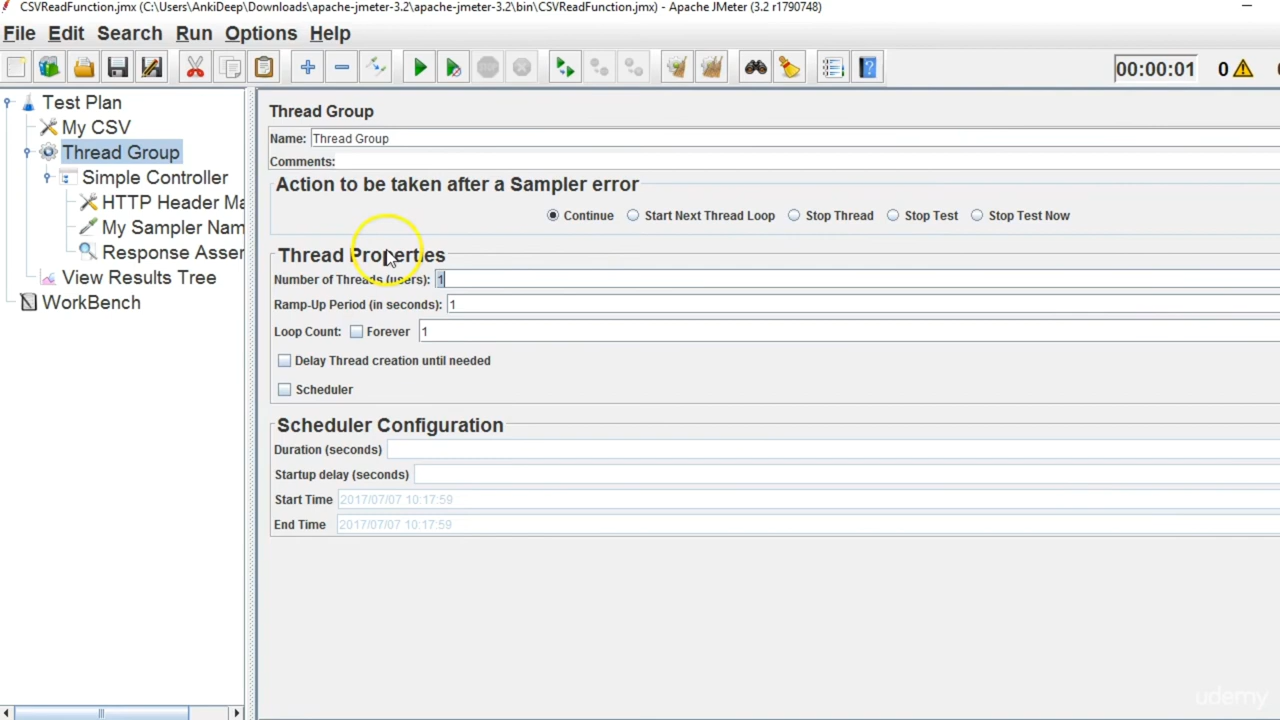 CSVReadFunction.jmx (C:\Users\AnkiDeep\Downloads\apache-jmeter-3.2\apache-jmeter-3.2\bin\CSVReadFunction.jmx) - Apache JMeter (3.2 r1790748)
File Edit Search Run Options Help
00:00:01 0
Test Plan
My CSV
Thread Group
Simple Controller
HTTP Header Ma
My Sampler Nam
Response Asser
View Results Tree
WorkBench
Thread Group
Name: Thread Group
Comments:
Action to be taken after a Sampler error
Continue Start Next Thread Loop Stop Thread Stop Test Stop Test Now
Thread Properties
Number of Threads (users): 1
Ramp-Up Period (in seconds): 1
Loop Count: Forever 1
Delay Thread creation until needed
Scheduler
Scheduler Configuration
Duration (seconds)
Startup delay (seconds)
Start Time 2017/07/07 10:17:59
End Time 2017/07/07 10:17:59
udemy